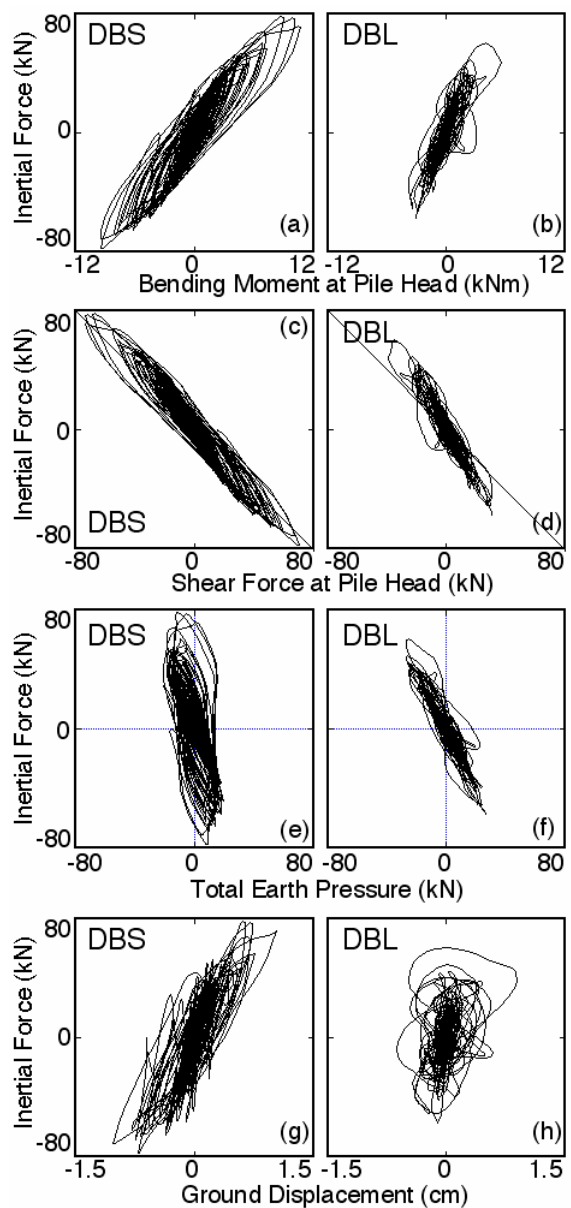 80 DBS DBL
Inertial Force (kN)
0
-80 (a) (b)
-12 0 12 -12 0 12
Bending Moment at Pile Head (kNm)
80 (c) DBL
Inertial Force (kN)
0
-80 DBS (d)
-80 0 80 -80 0 80
Shear Force at Pile Head (kN)
80 DBS DBL
Inertial Force (kN)
0
-80 (e) (f)
-80 0 80 -80 0 80
Total Earth Pressure (kN)
80 DBS DBL
Inertial Force (kN)
0
-80 (g) (h)
-1.5 0 1.5 -1.5 0 1.5
Ground Displacement (cm)